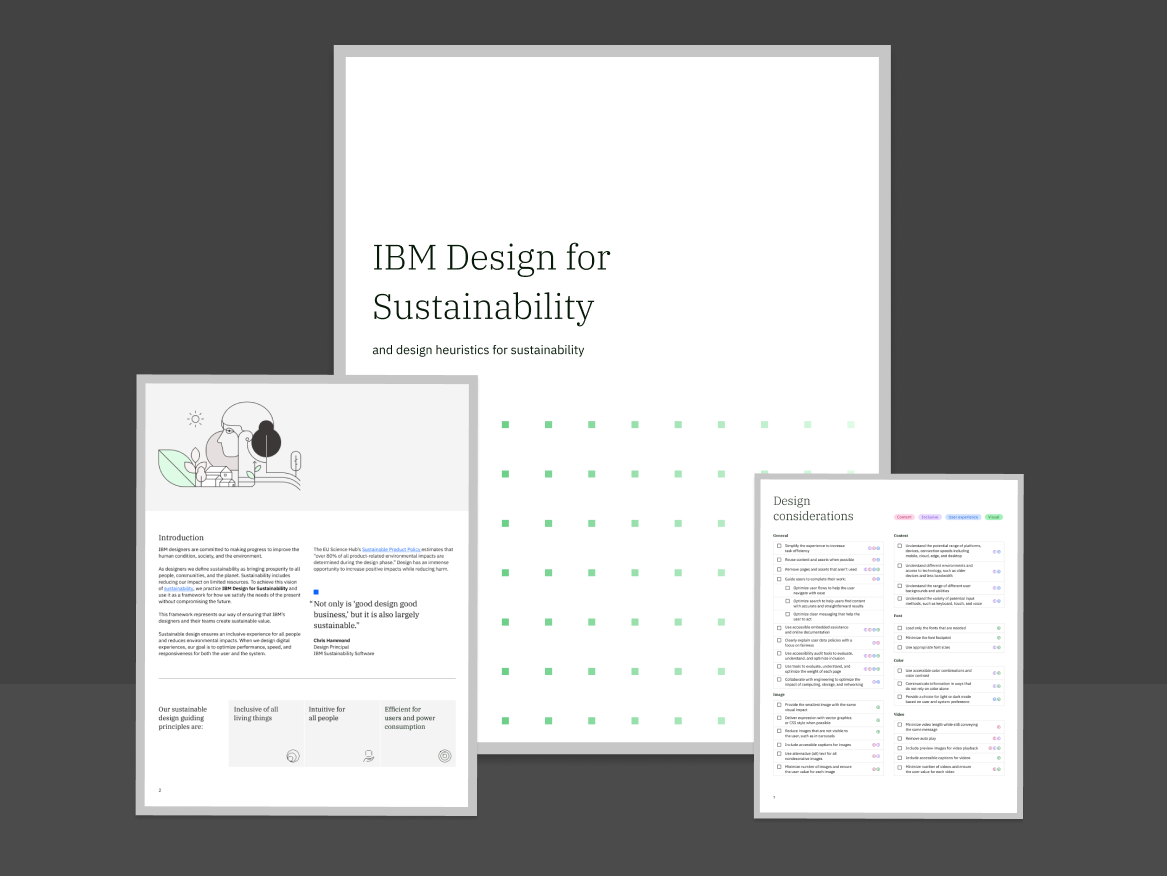 IBM Design for
Sustainability
and design heuristics for sustainability
Introduction
IBM designers are committed to making progress to improve the
human condition, society, and the environment.
As designers we define sustainability as bringing prosperity to all
people, communities, and the planet. Sustainability includes
reducing our impact on limited resources. To achieve this vision
of sustainability, we practice IBM Design for Sustainability and
use it as a framework for how we satisfy the needs of the present
without compromising the future.
This framework represents our way of ensuring that IBM's
designers and their teams create sustainable value.
Sustainable design ensures an inclusive experience for all people
and reduces environmental impacts. When we design digital
experiences, our goal is to optimize performance, speed, and
responsiveness for both the user and the system.
The EU Science Hub's Sustainable Product Policy estimates that
"over 80% of all product-related environmental impacts are
determined during the design phase." Design has an immense
opportunity to increase positive impacts while reducing harm.
"Not only is 'good design good
business,' but it is also largely
sustainable."
Chris Hammond
Design Principal
IBM Sustainability Software
Our sustainable
design guiding
principles are:
Inclusive of all
living things
Intuitive for
all people
Efficient for
users and power
consumption
2
Design
considerations
Content
Inclusive
User experience
Visual
General
Simplify the experience to increase
task efficiency
Reuse content and assets when possible
Remove pages and assets that aren't used
Guide users to complete their work:
Optimize user flows to help the user
navigate with ease
Optimize search to help users find content
with accurate and straightforward results
Optimize clear messaging that help the
user
Use accessible embedded assistance
and online documentation
Clearly explain user data policies with a
focus on fairness
Use accessibility audit tools to evaluate,
understand, and optimize inclusion
Use tools to evaluate, understand, and
optimize the weight of each page
Collaborate with engineering to optimize the
impact of computing, storage, and networking
Image
Provide the smallest image with the same
visual impact
Deliver expression with vector graphics
or CSS style when possible
Reduce images that are not visible to
the user, such as in carousels
Include accessible captions for images
Use alternative (alt) text for all
nondecorative images
Minimize number of images and ensure
the user value for each image
Context
Understand the potential range of platforms,
devices, connection speeds including
mobile, cloud, edge, and desktop
Understand different environments and
access to technology, such as older
devices and less bandwidth
Understand the range of different user
abilities and situations
Understand the variety of potential input
methods, such as keyboard, touch, and voice
Font
Load only the fonts that are needed
Minimize the font footprint
Use appropriate font sizes
Color
Use accessible color combinations and
color contrast
Communicate information in ways that
do not rely on color alone
Provide a choice for light or dark mode
based on user and system preference
Video
Minimize video length while still conveying
the same message
Remove auto play
Include preview images for video playback
Include accessible captions for videos
Minimize number of videos and ensure
the user value for each video